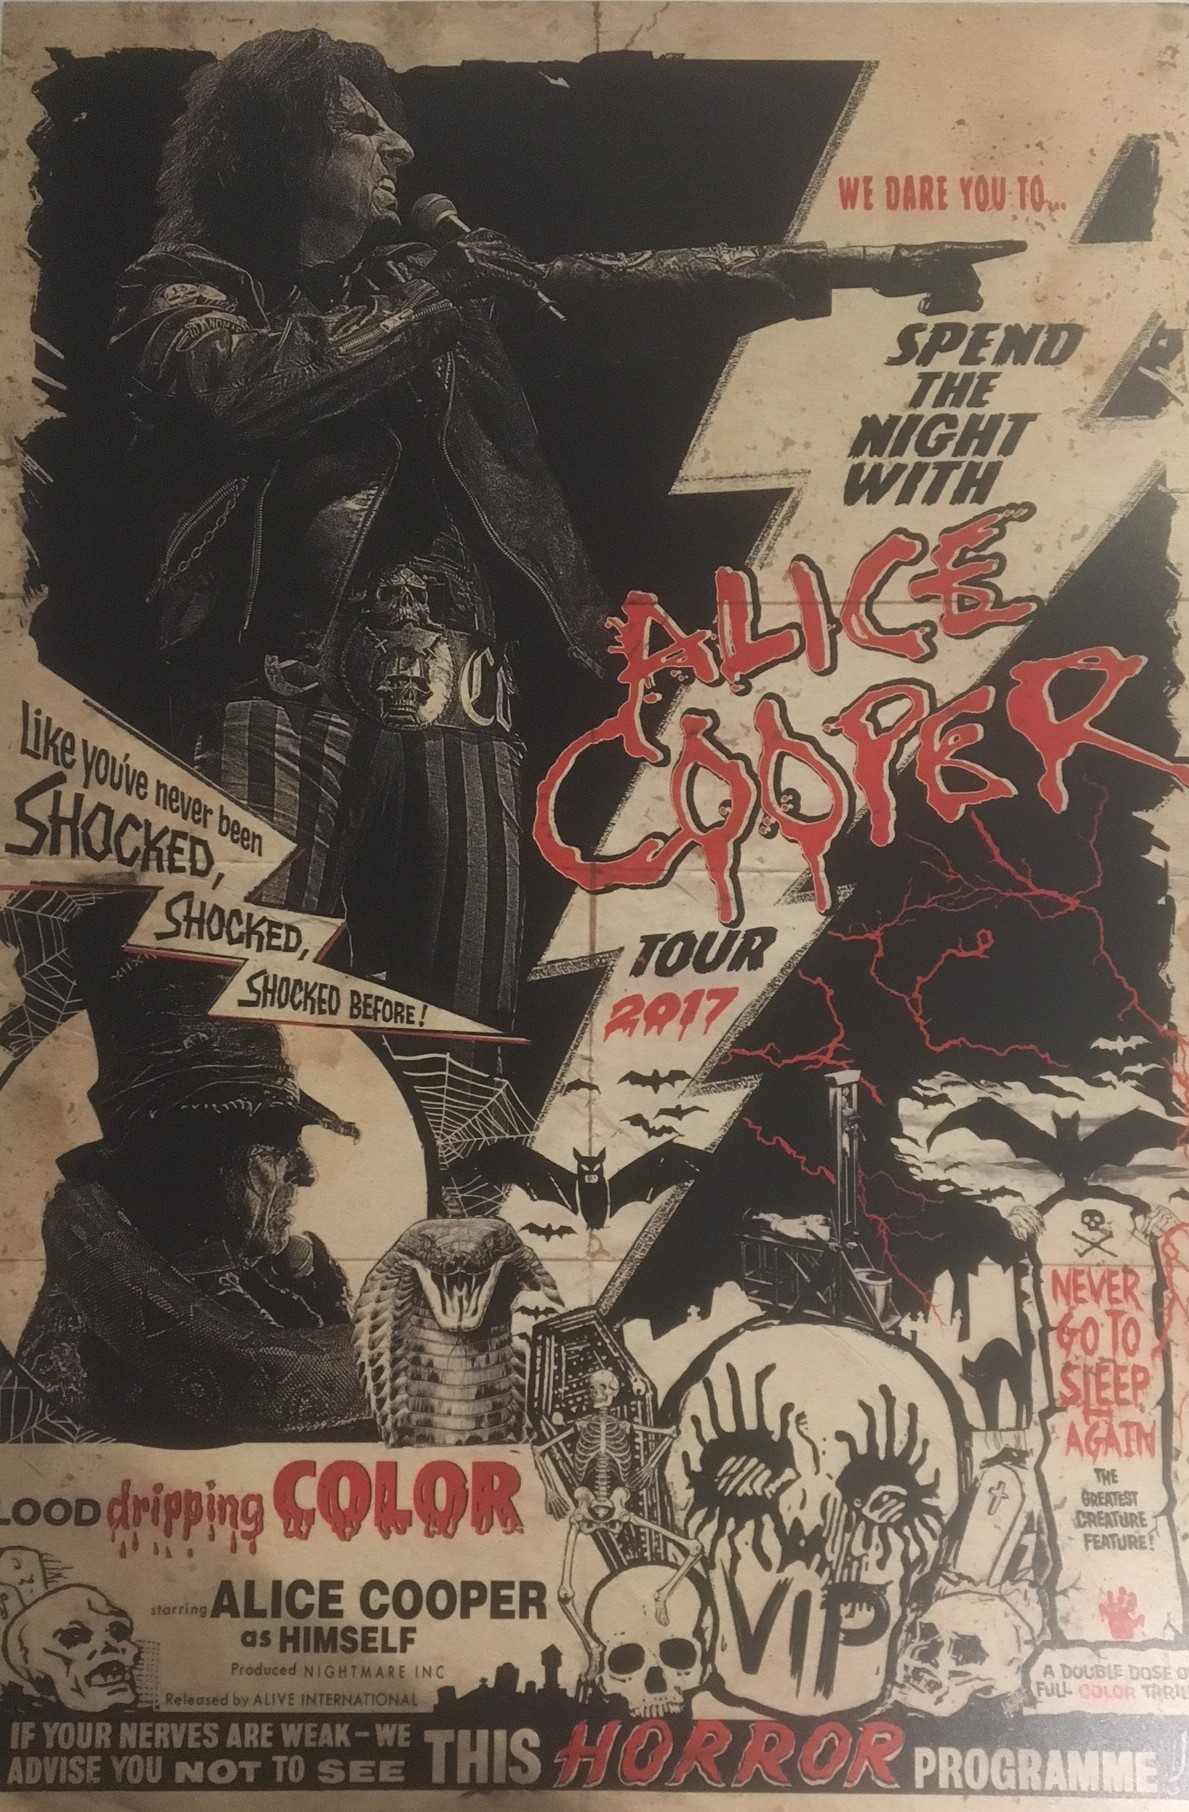 WE DARE YOU TO...
SPEND
THE
NIGHT
WITH
ALICE
COOPER
TOUR
2017
Like you've never been
SHOCKED,
SHOCKED,
SHOCKED BEFORE!
NEVER
GO TO
SLEEP
AGAIN
THE
GREATEST
CREATURE
FEATURE!
LOOD dripping COLOR
starring ALICE COOPER
as HIMSELF
Produced NIGHTMARE INC
Released by ALIVE INTERNATIONAL
VIP
A DOUBLE DOSE O
FULL COLOR THRIL
IF YOUR NERVES ARE WEAK - WE
ADVISE YOU NOT TO SEE
THIS HORROR PROGRAMME!